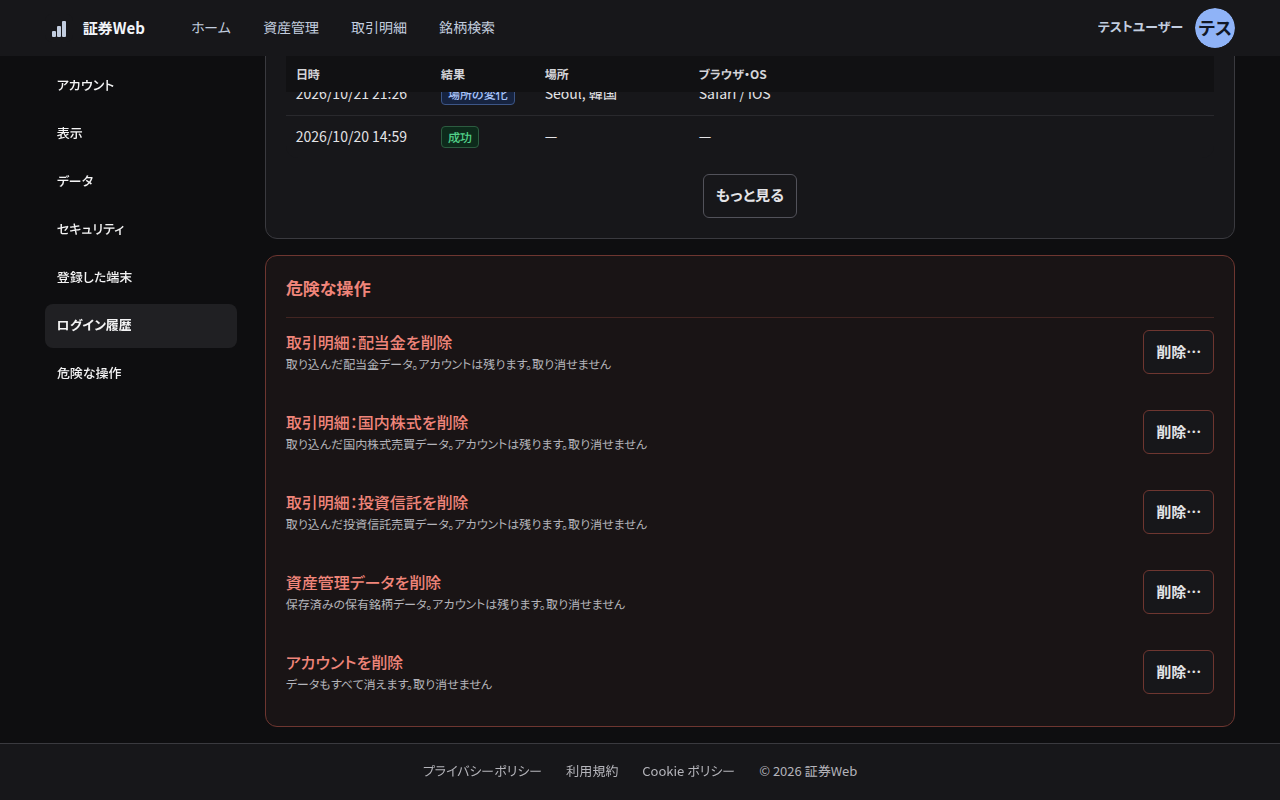 証券Web ホーム 資産管理 取引明細 銘柄検索 テストユーザー テス
アカウント
表示
データ
セキュリティ
登録した端末
ログイン履歴
危険な操作
日時 結果 場所 ブラウザ・OS
2026/10/21 21:26 場所の変化 Seoul, 韓国 Safari / iOS
2026/10/20 14:59 成功 — —
もっと見る
危険な操作
取引明細：配当金を削除
取り込んだ配当金データ。アカウントは残ります。取り消せません
削除…
取引明細：国内株式を削除
取り込んだ国内株式売買データ。アカウントは残ります。取り消せません
削除…
取引明細：投資信託を削除
取り込んだ投資信託売買データ。アカウントは残ります。取り消せません
削除…
資産管理データを削除
保存済みの保有銘柄データ。アカウントは残ります。取り消せません
削除…
アカウントを削除
データもすべて消えます。取り消せません
削除…
プライバシーポリシー 利用規約 Cookie ポリシー © 2026 証券Web